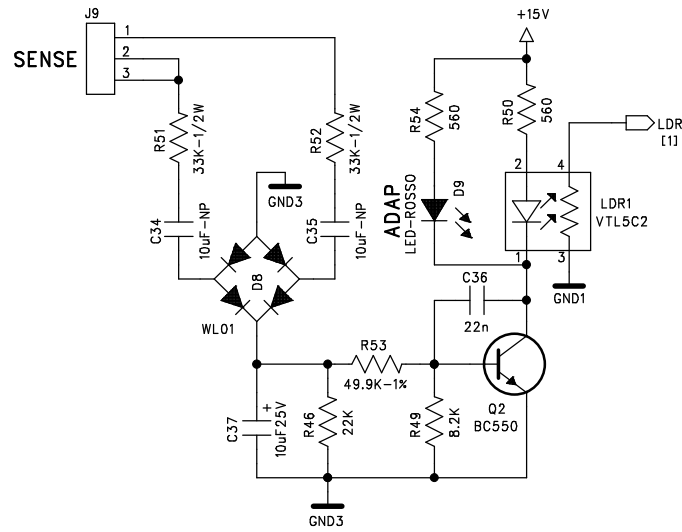 J9
+15V
SENSE
1
2
3
R51
33K-1/2W
R52
33K-1/2W
R54
560
R50
560
LDR
[1]
2
4
GND3
ADAP
LED-ROSSO
D9
LDR1
VTL5C2
C34
10uF-NP
C35
10uF-NP
D8
1
3
GND1
WL01
C36
22n
R53
49.9K-1%
C37
+
10uF25V
R46
22K
R49
8.2K
Q2
BC550
GND3